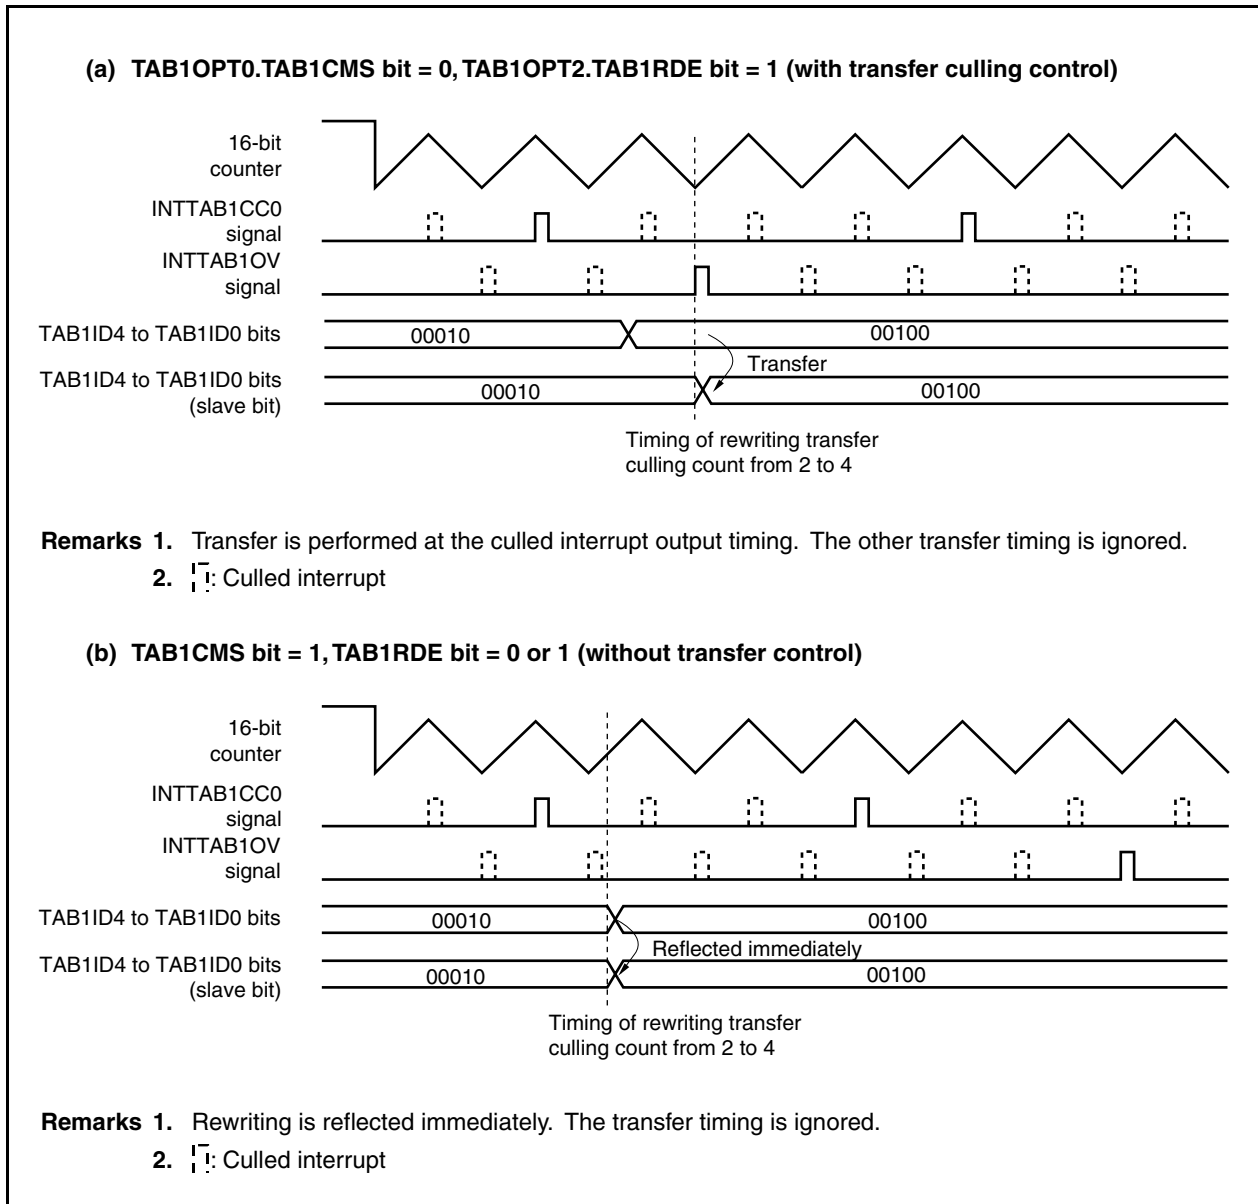 (a) TAB1OPT0.TAB1CMS bit = 0, TAB1OPT2.TAB1RDE bit = 1 (with transfer culling control)
16-bit
counter
INTTAB1CC0
signal
INTTAB1OV
signal
TAB1ID4 to TAB1ID0 bits
00010
00100
Transfer
TAB1ID4 to TAB1ID0 bits
(slave bit)
00010
00100
Timing of rewriting transfer
culling count from 2 to 4
Remarks 1. Transfer is performed at the culled interrupt output timing. The other transfer timing is ignored.
2. : Culled interrupt
(b) TAB1CMS bit = 1, TAB1RDE bit = 0 or 1 (without transfer control)
16-bit
counter
INTTAB1CC0
signal
INTTAB1OV
signal
TAB1ID4 to TAB1ID0 bits
00010
00100
Reflected immediately
TAB1ID4 to TAB1ID0 bits
(slave bit)
00010
00100
Timing of rewriting transfer
culling count from 2 to 4
Remarks 1. Rewriting is reflected immediately. The transfer timing is ignored.
2. : Culled interrupt